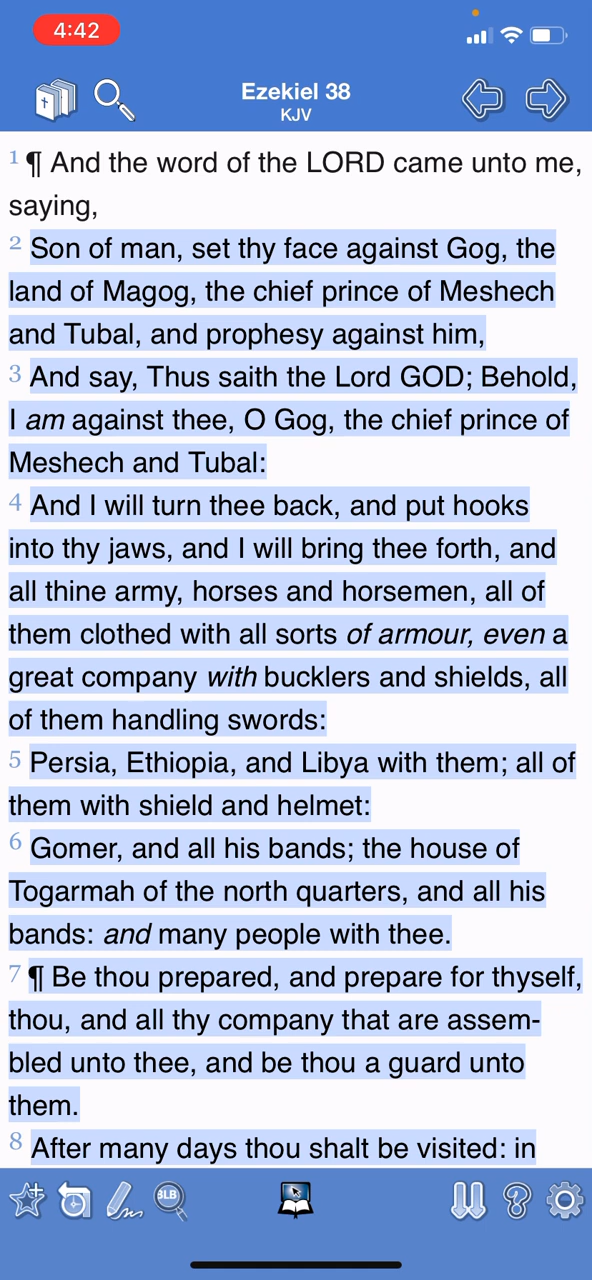 4:42
Ezekiel 38
KJV
1 ¶ And the word of the LORD came unto me,
saying,
2 Son of man, set thy face against Gog, the
land of Magog, the chief prince of Meshech
and Tubal, and prophesy against him,
3 And say, Thus saith the Lord GOD; Behold,
I am against thee, O Gog, the chief prince of
Meshech and Tubal:
4 And I will turn thee back, and put hooks
into thy jaws, and I will bring thee forth, and
all thine army, horses and horsemen, all of
them clothed with all sorts of armour, even a
great company with bucklers and shields, all
of them handling swords:
5 Persia, Ethiopia, and Libya with them; all of
them with shield and helmet:
6 Gomer, and all his bands; the house of
Togarmah of the north quarters, and all his
bands: and many people with thee.
7 ¶ Be thou prepared, and prepare for thyself,
thou, and all thy company that are assem-
bled unto thee, and be thou a guard unto
them.
8 After many days thou shalt be visited: in
BLB
?